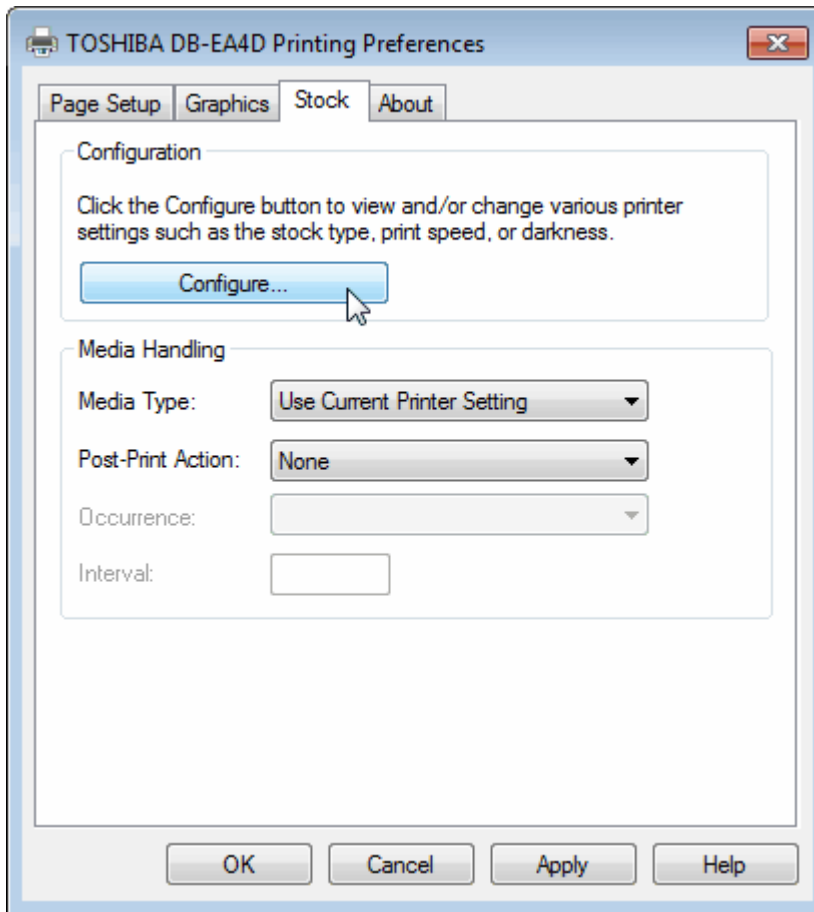 TOSHIBA DB-EA4D Printing Preferences
Page Setup Graphics Stock About
Configuration
Click the Configure button to view and/or change various printer
settings such as the stock type, print speed, or darkness.
Configure...
Media Handling
Media Type: Use Current Printer Setting
Post-Print Action: None
Occurrence:
Interval:
OK Cancel Apply Help